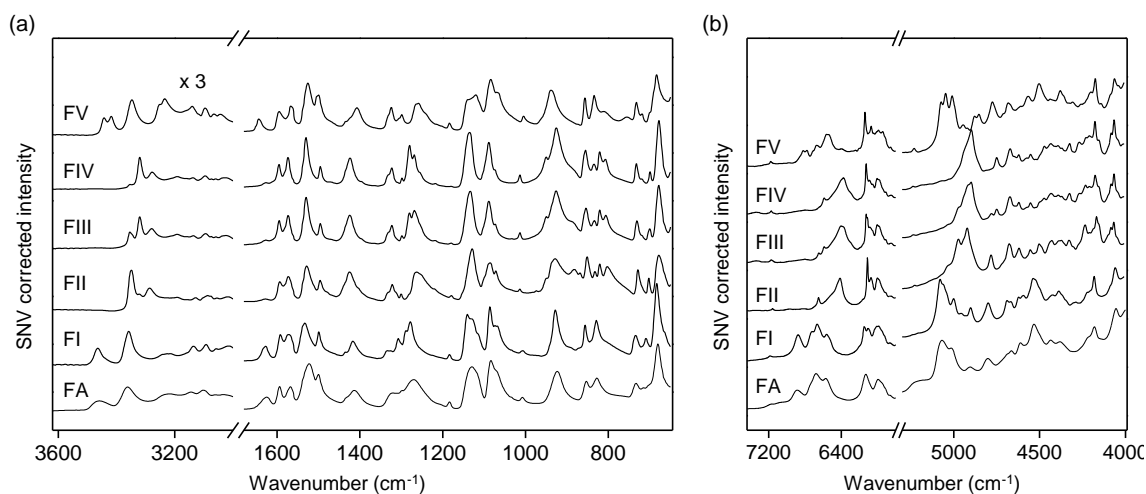 (a)
(b)
x 3
FV
FIV
FIII
FII
FI
FA
SNV corrected intensity
3600 3200 1600 1400 1200 1000 800
Wavenumber (cm-1)
FV
FIV
FIII
FII
FI
FA
SNV corrected intensity
7200 6400 5000 4500 4000
Wavenumber (cm-1)